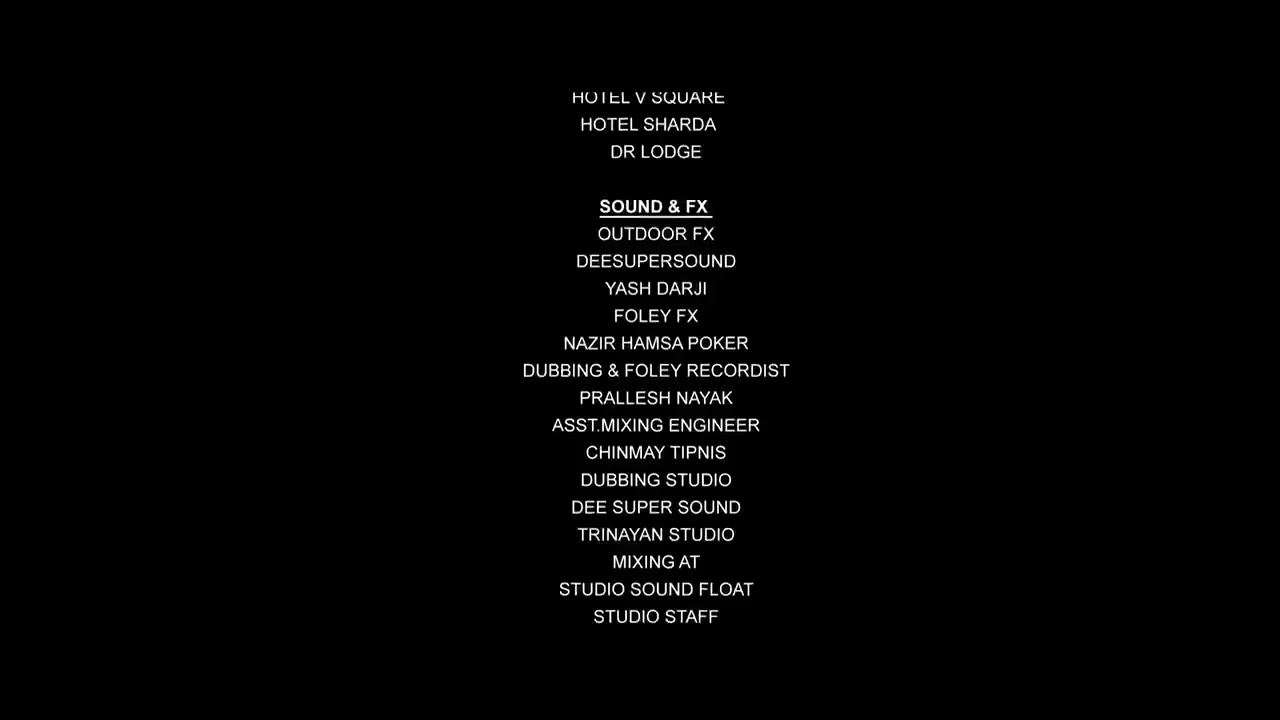 HOTEL V SQUARE
HOTEL SHARDA
DR LODGE
SOUND & FX
OUTDOOR FX
DEESUPERSOUND
YASH DARJI
FOLEY FX
NAZIR HAMSA POKER
DUBBING & FOLEY RECORDIST
PRALLESH NAYAK
ASST.MIXING ENGINEER
CHINMAY TIPNIS
DUBBING STUDIO
DEE SUPER SOUND
TRINAYAN STUDIO
MIXING AT
STUDIO SOUND FLOAT
STUDIO STAFF